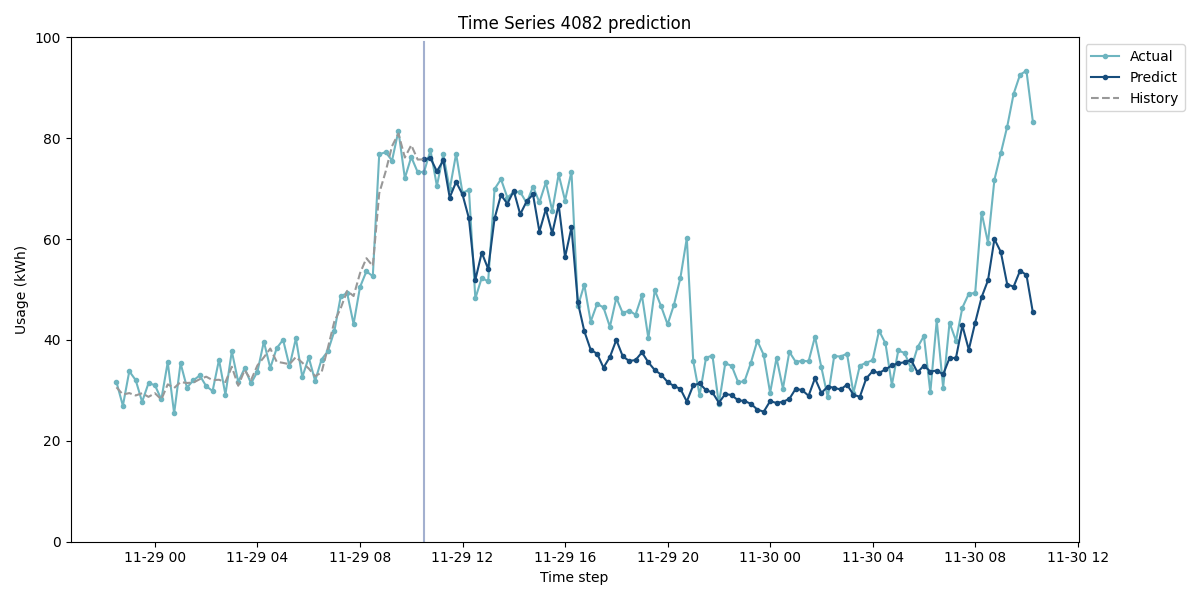 Time Series 4082 prediction
100
80
60
40
20
0
Usage (kWh)
11-29 00
11-29 04
11-29 08
11-29 12
11-29 16
11-29 20
11-30 00
11-30 04
11-30 08
11-30 12
Time step
Actual
Predict
History